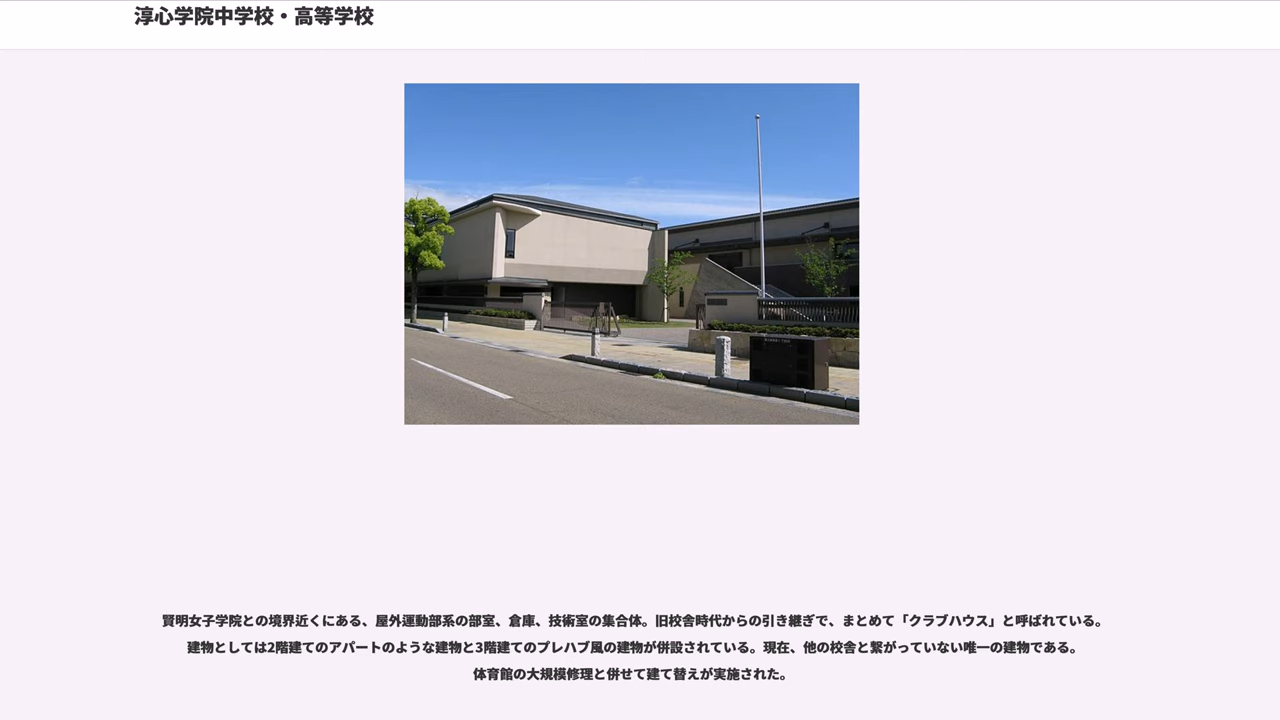 淳心学院中学校・高等学校
賢明女子学院との境界近くにある、屋外運動部系の部室、倉庫、技術室の集合体。旧校舎時代からの引き継ぎで、まとめて「クラブハウス」と呼ばれている。
建物としては2階建てのアパートのような建物と3階建てのプレハブ風の建物が併設されている。現在、他の校舎と繋がっていない唯一の建物である。
体育館の大規模修理と併せて建て替えが実施された。